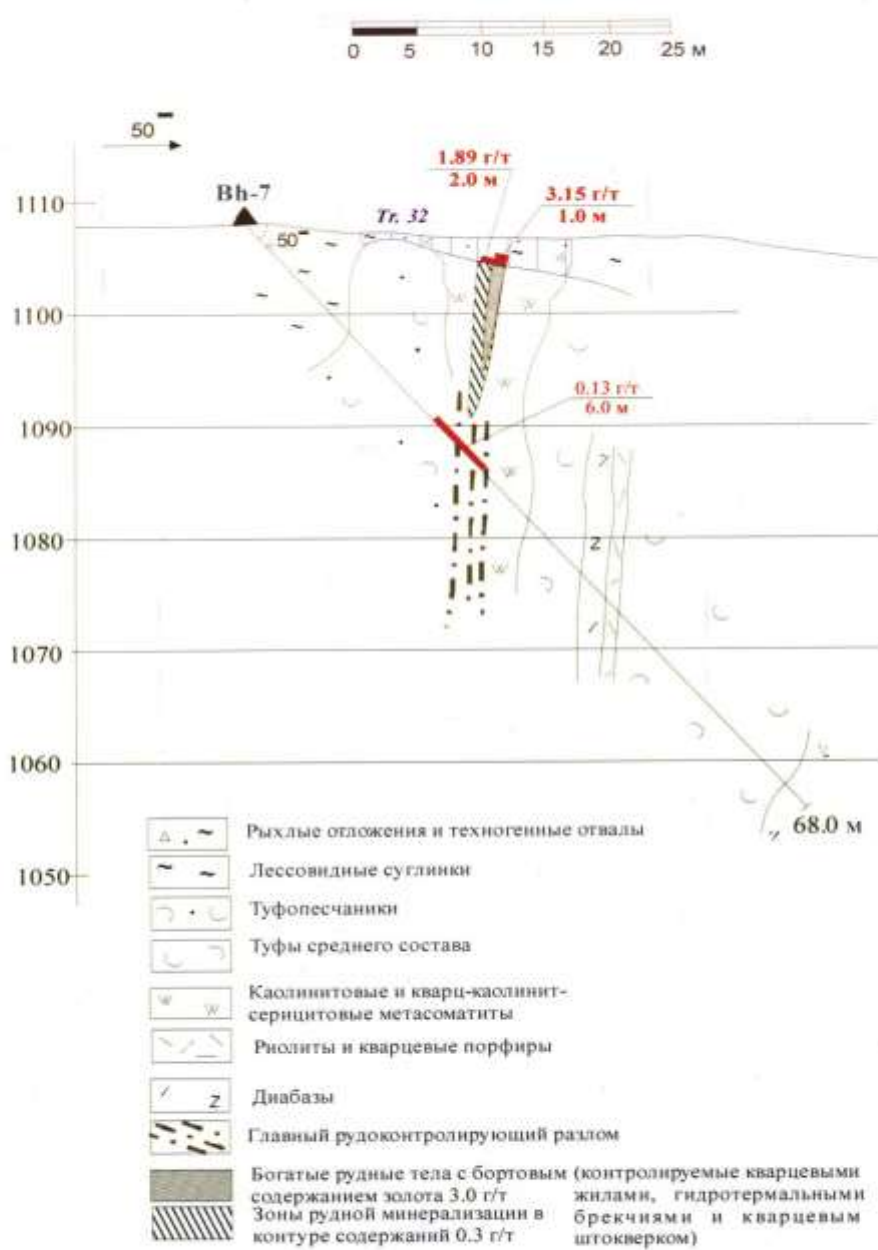 0 5 10 15 20 25 м
50
1.89 г/т
2.0 м
3.15 г/т
1.0 м
Bh-7
Tr. 32
50
1110
1100
0.13 г/т
6.0 м
1090
1080
1070
1060
1050
68.0 м
Рыхлые отложения и техногенные отвалы
Лессовидные суглинки
Туфопесчаники
Туфы среднего состава
Каолинитовые и кварц-каолинит-
серицитовые метасоматиты
Риолиты и кварцевые порфиры
Диабазы
Главный рудоконтролирующий разлом
Богатые рудные тела с бортовым
содержанием золота 3.0 г/т
Зоны рудной минерализации в
контуре содержаний 0.3 г/т
(контролируемые кварцевыми
жилами, гидротермальными
брекчиями и кварцевым
штокверком)